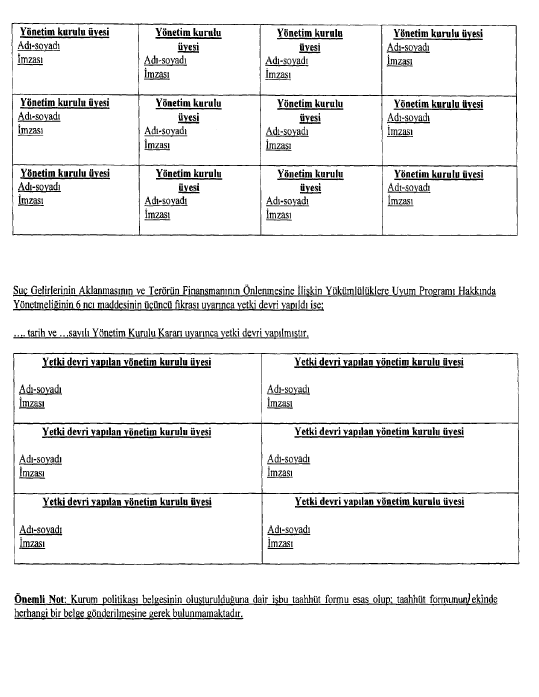 Yönetim kurulu üyesi
Adı-soyadı
İmzası
Yönetim kurulu
üyesi
Adı-soyadı
İmzası
Yönetim kurulu
üyesi
Adı-soyadı
İmzası
Yönetim kurulu üyesi
Adı-soyadı
İmzası
Yönetim kurulu üyesi
Adı-soyadı
İmzası
Yönetim kurulu
üyesi
Adı-soyadı
İmzası
Yönetim kurulu
üyesi
Adı-soyadı
İmzası
Yönetim kurulu üyesi
Adı-soyadı
İmzası
Yönetim kurulu üyesi
Adı-soyadı
İmzası
Yönetim kurulu
üyesi
Adı-soyadı
İmzası
Yönetim kurulu
üyesi
Adı-soyadı
İmzası
Yönetim kurulu üyesi
Adı-soyadı
İmzası
Suç Gelirlerinin Aklanmasının ve Terörün Finansmanının Önlenmesine İlişkin Yükümlülüklere Uyum Programı Hakkında
Yönetmeliğinin 6 ncı maddesinin üçüncü fıkrası uyarınca yetki devri yapıldı ise;
.... tarih ve ...sayılı Yönetim Kurulu Kararı uyarınca yetki devri yapılmıştır.
Yetki devri yapılan yönetim kurulu üyesi
Adı-soyadı
İmzası
Yetki devri yapılan yönetim kurulu üyesi
Adı-soyadı
İmzası
Yetki devri yapılan yönetim kurulu üyesi
Adı-soyadı
İmzası
Yetki devri yapılan yönetim kurulu üyesi
Adı-soyadı
İmzası
Yetki devri yapılan yönetim kurulu üyesi
Adı-soyadı
İmzası
Yetki devri yapılan yönetim kurulu üyesi
Adı-soyadı
İmzası
Önemli Not: Kurum politikası belgesinin oluşturulduğuna dair işbu taahhüt formu esas olup; taahhüt formunun ekinde
herhangi bir belge gönderilmesine gerek bulunmamaktadır.